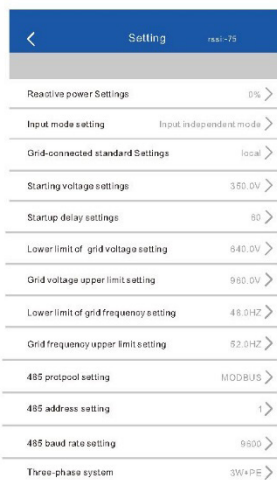 Setting rssi:-75
Reactive power Settings 0%
Input mode setting Input independent mode
Grid-connected standard Settings local
Starting voltage settings 350.0V
Startup delay settings 60
Lower limit of grid voltage setting 640.0V
Grid voltage upper limit setting 960.0V
Lower limit of grid frequency setting 48.0HZ
Grid frequency upper limit setting 52.0HZ
485 protpool setting MODBUS
485 address setting 1
485 baud rate setting 9600
Three-phase system 3W+PE